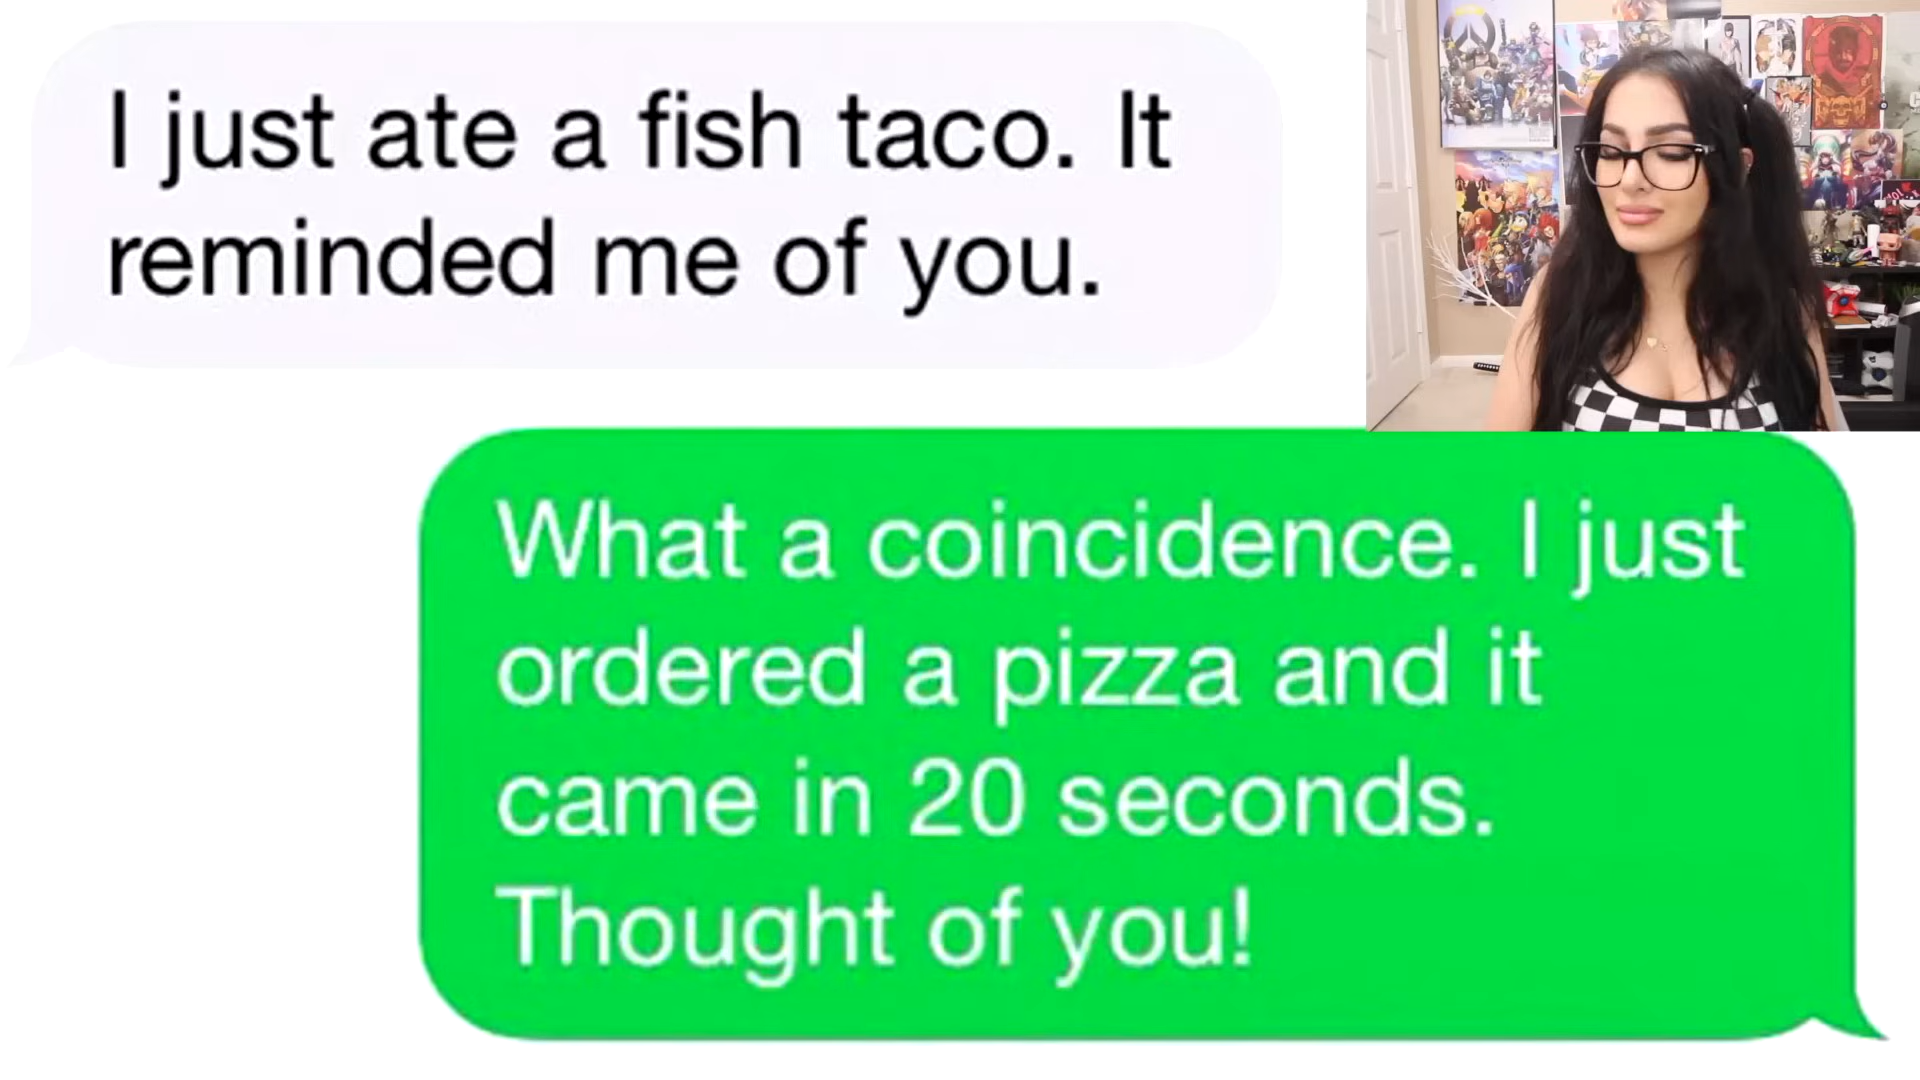 I just ate a fish taco. It
reminded me of you.
What a coincidence. I just
ordered a pizza and it
came in 20 seconds.
Thought of you!